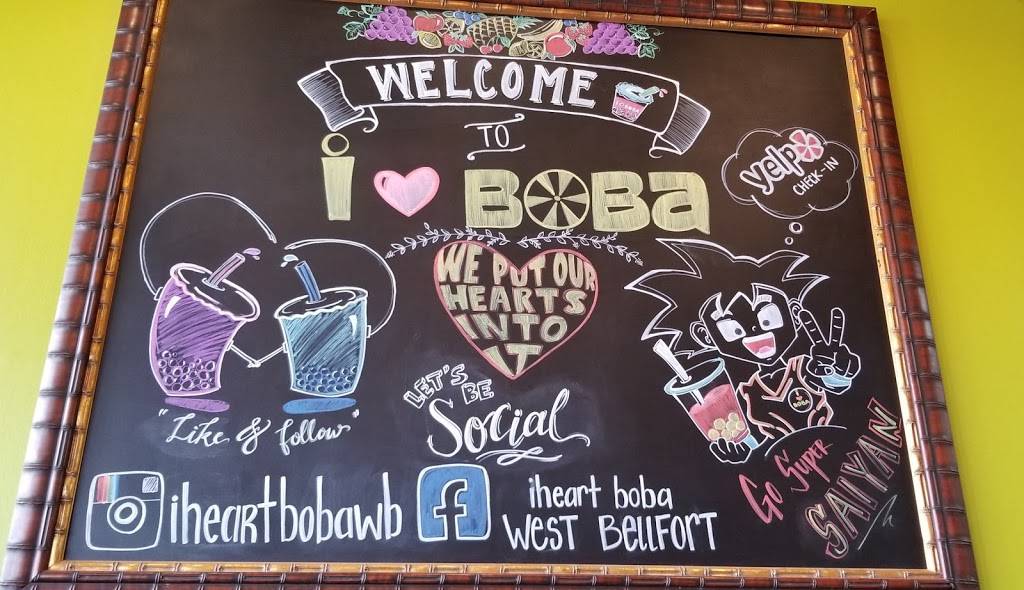 WELCOME
TO
i BOBa
yelp
CHECK-IN
WE PUT OUR
HEARTS
INTO
IT
"Like & follow"
LET'S BE
Social
BOBA
Go Super
SAIYAN
iheartbobawb
f
iheart boba
WEST BELLFORT